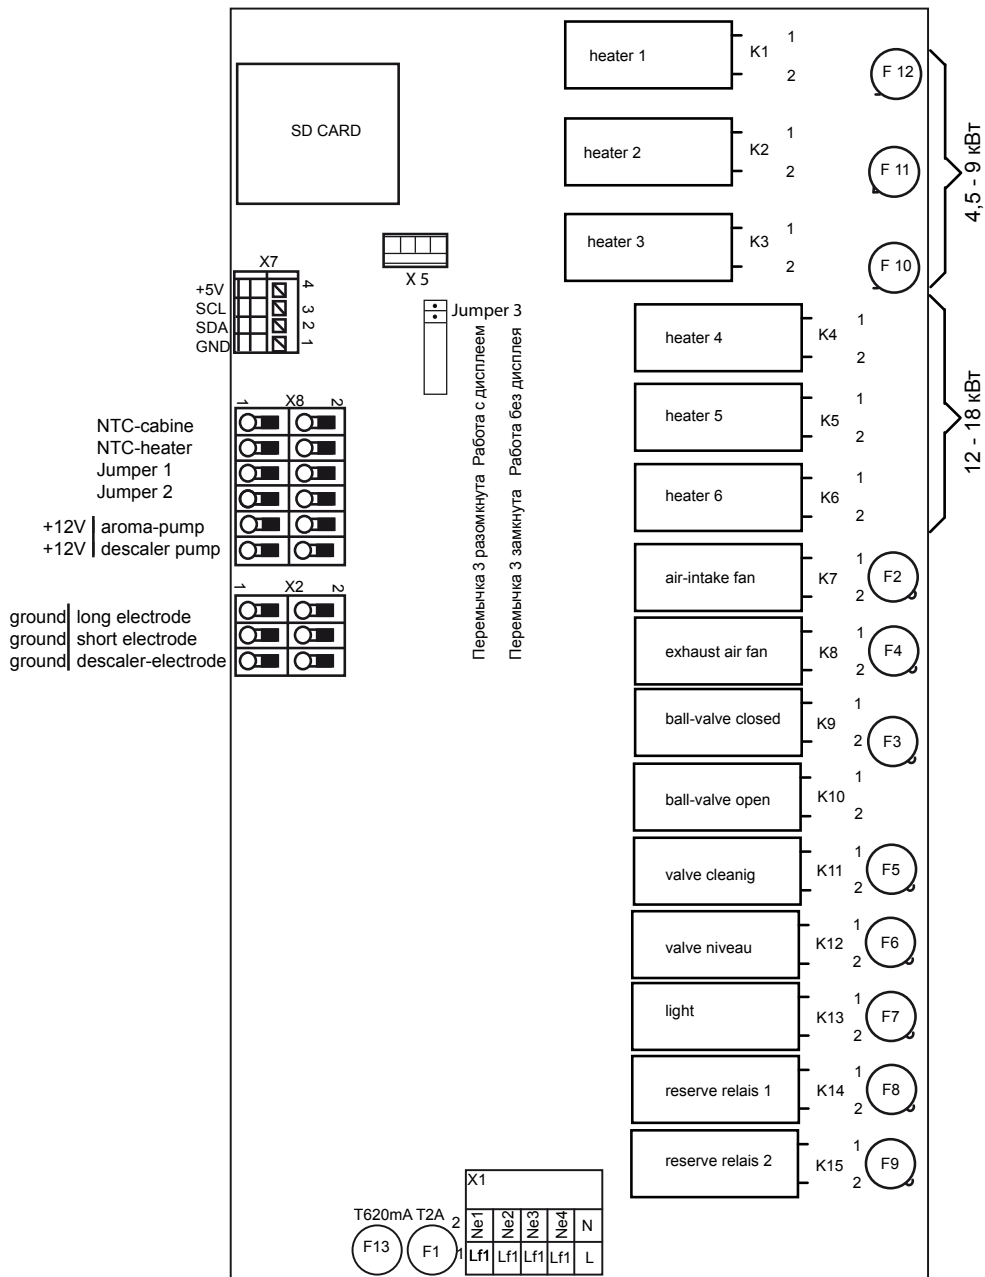 heater 1
K1
1
2
F 12
SD CARD
heater 2
K2
1
2
F 11
4,5 - 9 кВт
heater 3
K3
1
2
F 10
X7
+5V
SCL
SDA
GND
4
3
2
1
X 5
Jumper 3
Перемычка 3 разомкнута Работа с дисплеем
Перемычка 3 замкнута Работа без дисплея
heater 4
K4
1
2
heater 5
K5
1
2
12 - 18 кВт
heater 6
K6
1
2
1 X8 2
NTC-cabine
NTC-heater
Jumper 1
Jumper 2
+12V aroma-pump
+12V descaler pump
1 X2 2
ground long electrode
ground short electrode
ground descaler-electrode
air-intake fan
K7
1
2
F2
exhaust air fan
K8
1
2
F4
ball-valve closed
K9
1
2
F3
ball-valve open
K10
1
2
valve cleanig
K11
1
2
F5
valve niveau
K12
1
2
F6
light
K13
1
2
F7
reserve relais 1
K14
1
2
F8
reserve relais 2
K15
1
2
F9
X1
T620mA T2A
F13
F1
2 Ne1 Ne2 Ne3 Ne4 N
1 Lf1 Lf1 Lf1 Lf1 L